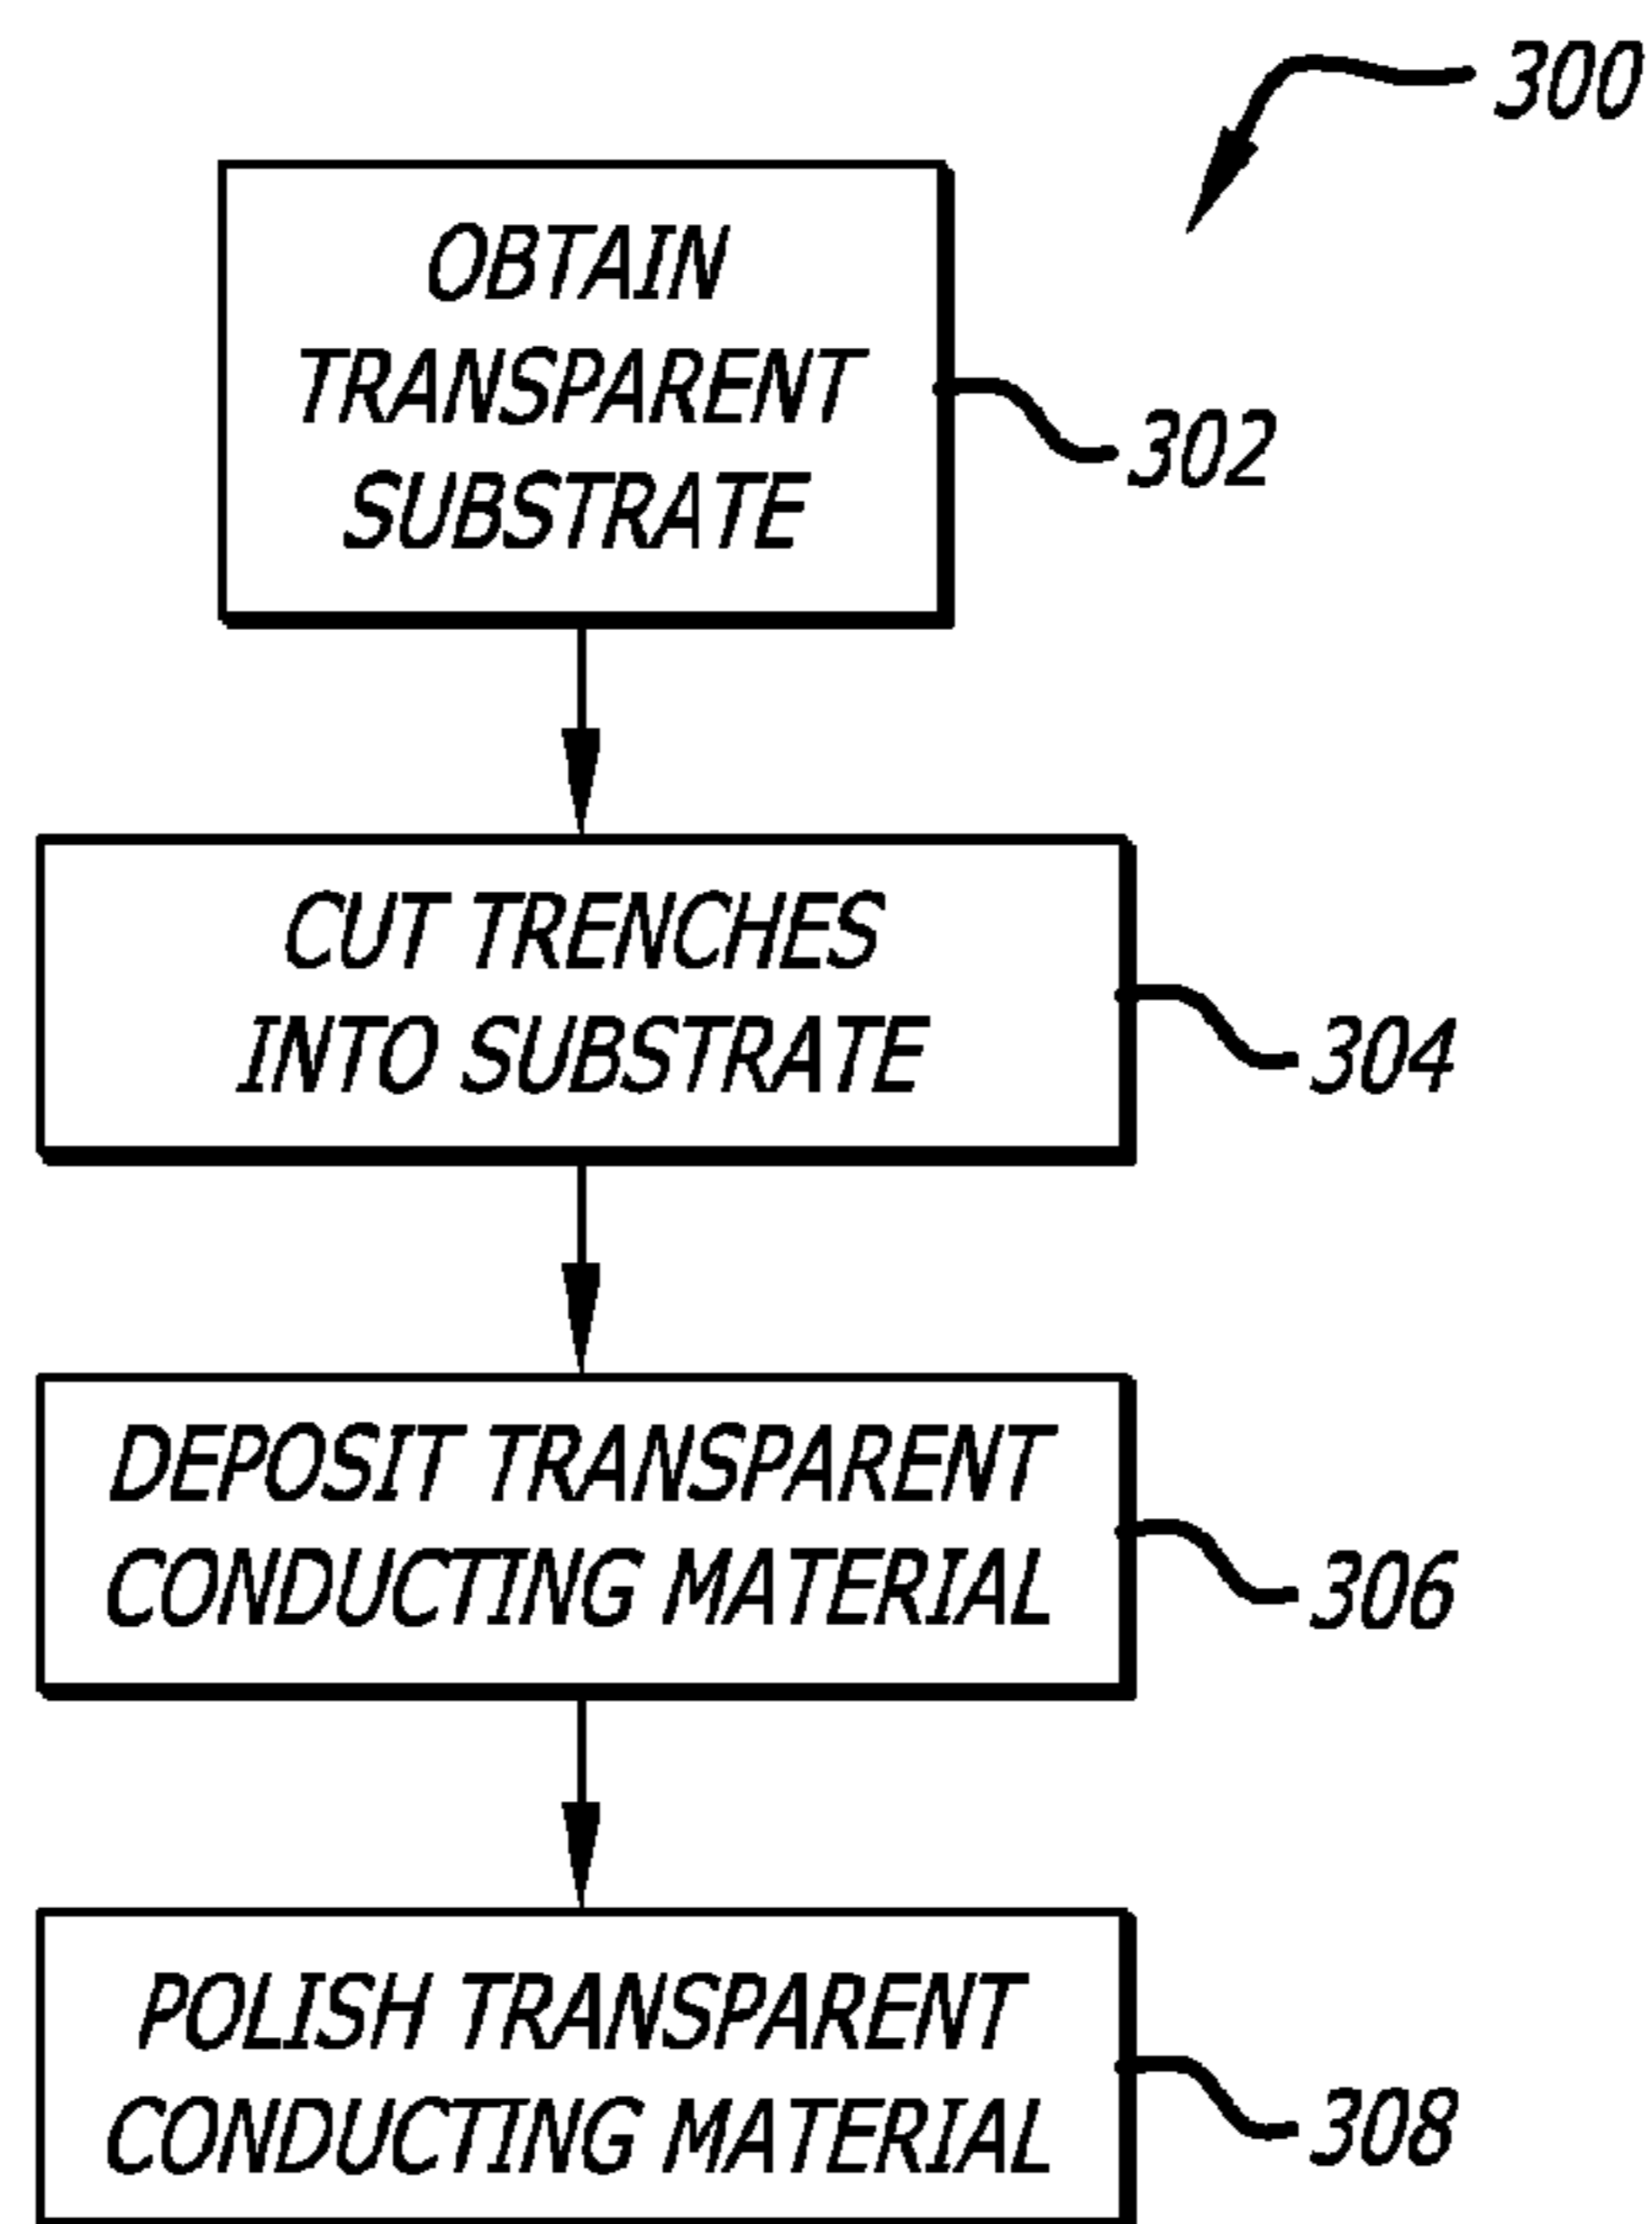 300
OBTAIN
TRANSPARENT
SUBSTRATE
302
CUT TRENCHES
INTO SUBSTRATE
304
DEPOSIT TRANSPARENT
CONDUCTING MATERIAL
306
POLISH TRANSPARENT
CONDUCTING MATERIAL
308